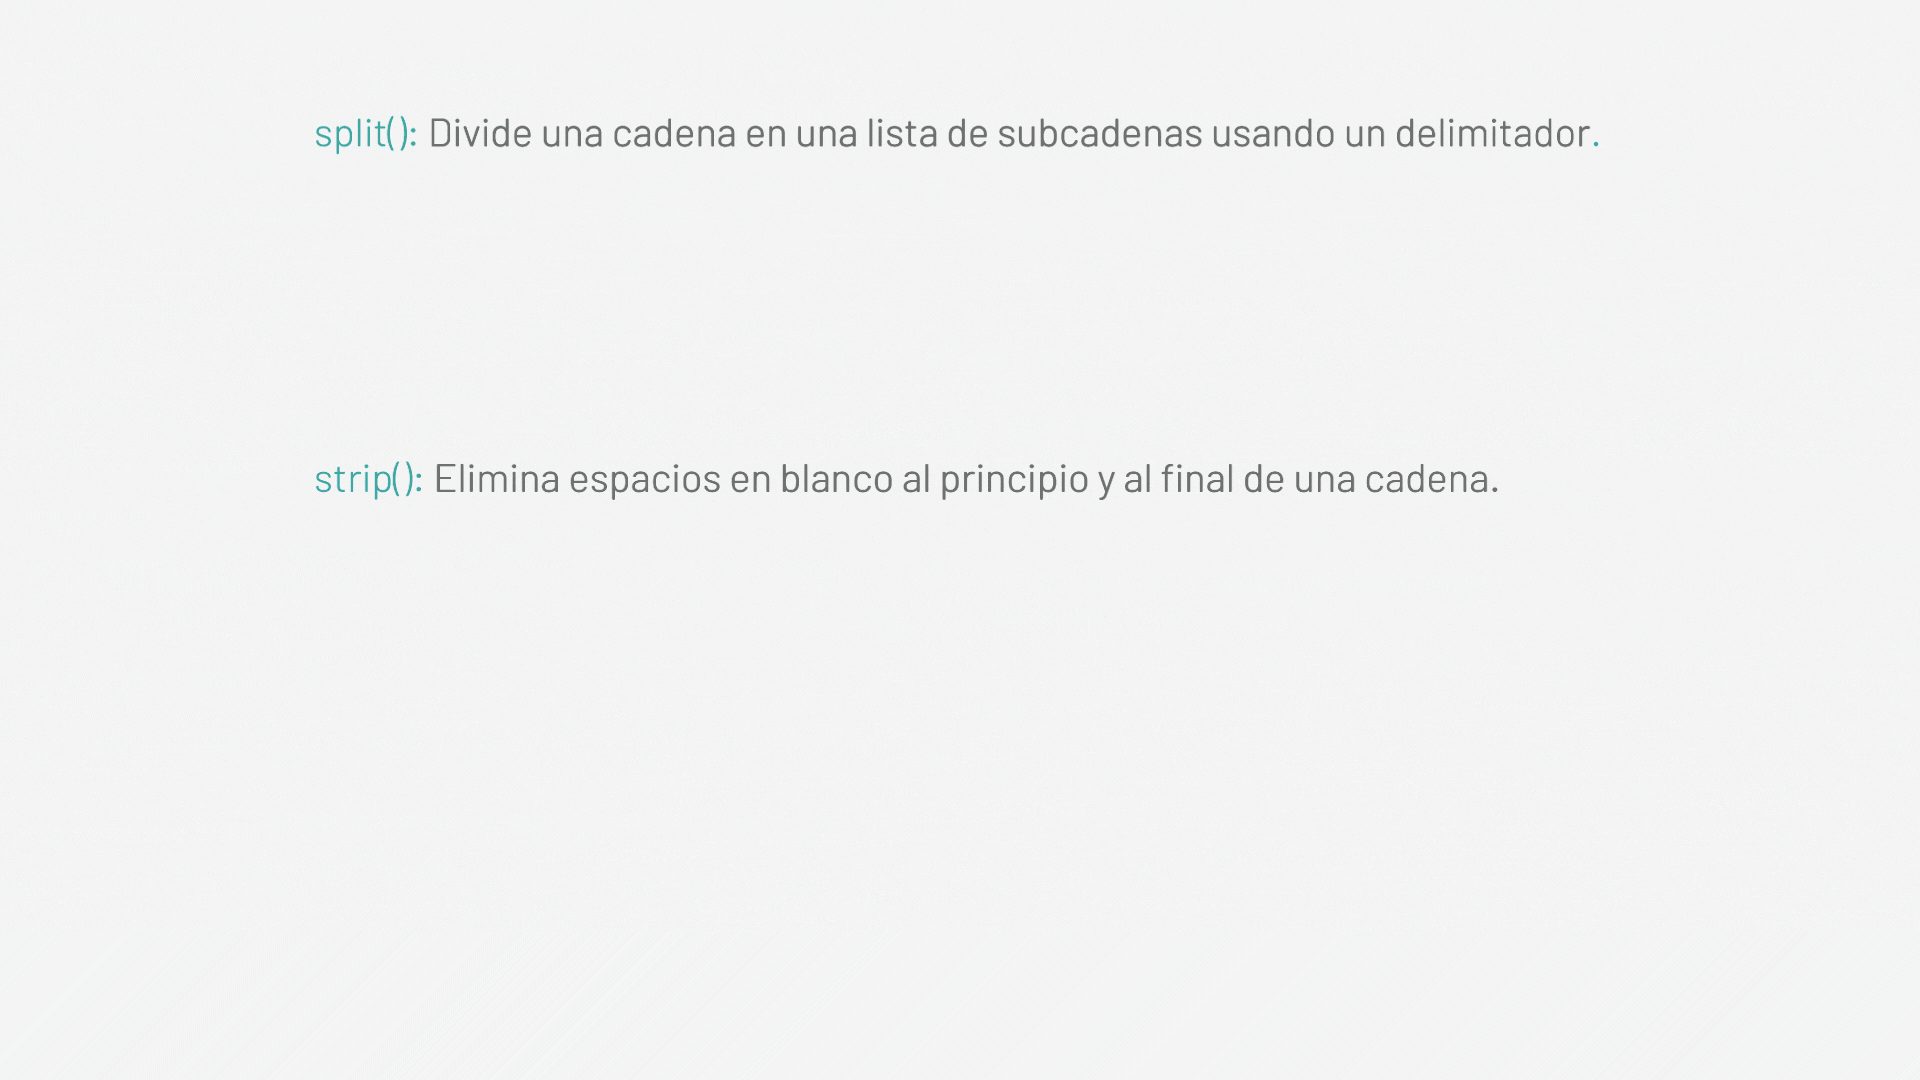 split(): Divide una cadena en una lista de subcadenas usando un delimitador.
strip(): Elimina espacios en blanco al principio y al final de una cadena.